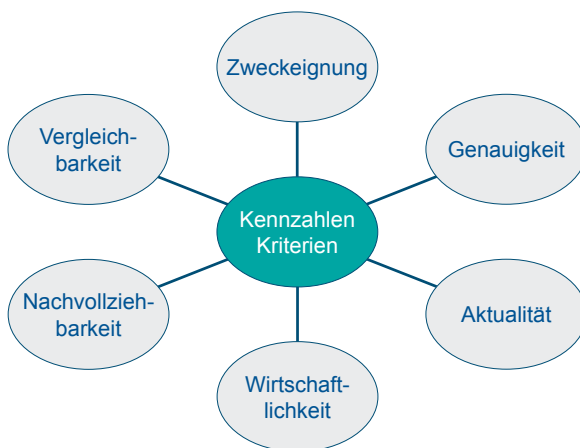 Zweckeignung
Vergleich-
barkeit
Genauigkeit
Kennzahlen
Kriterien
Nachvollzieh-
barkeit
Aktualität
Wirtschaft-
lichkeit